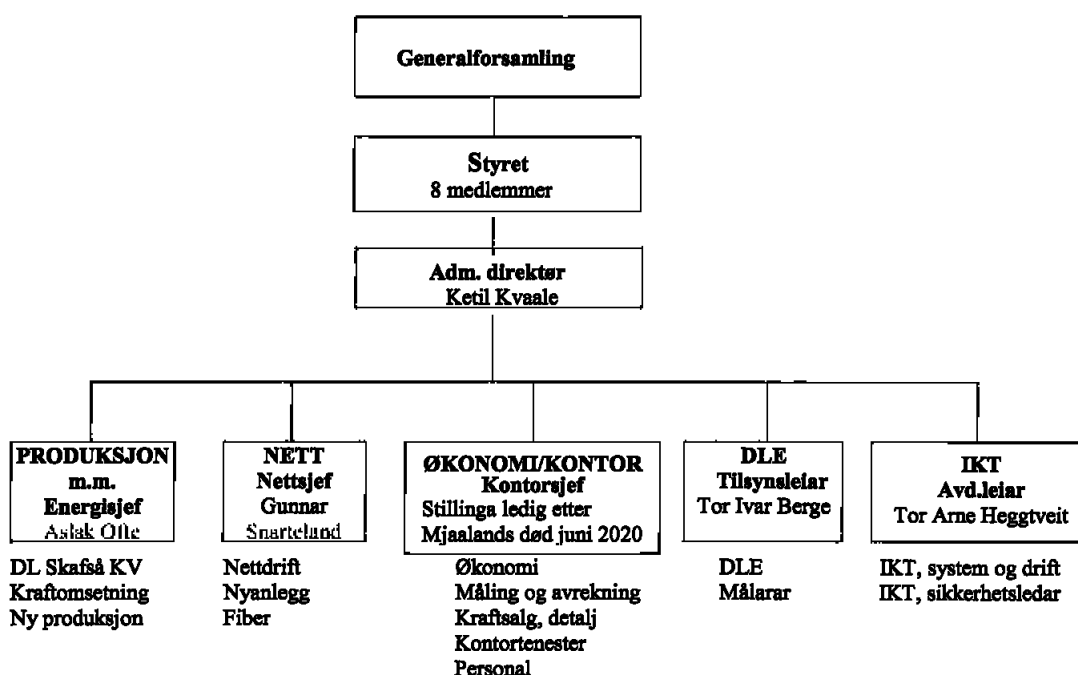 Generalforsamling
Styret
8 medlemmer
Adm. direktør
Ketil Kvaale
PRODUKSJON
m.m.
Energisjef
Aslak Ofte
DL Skafså KV
Kraftomsetning
Ny produksjon
NETT
Nettsjef
Gunnar
Snarteland
Nettdrift
Nyanlegg
Fiber
ØKONOMI/KONTOR
Kontorsjef
Stillinga ledig etter
Mjaalands død juni 2020
Økonomi
Måling og avrekning
Kraftsalg, detalj
Kontortenester
Personal
DLE
Tilsynsleiar
Tor Ivar Berge
DLE
Målarar
IKT
Avd.leiar
Tor Arne Heggtveit
IKT, system og drift
IKT, sikkerhetsledar